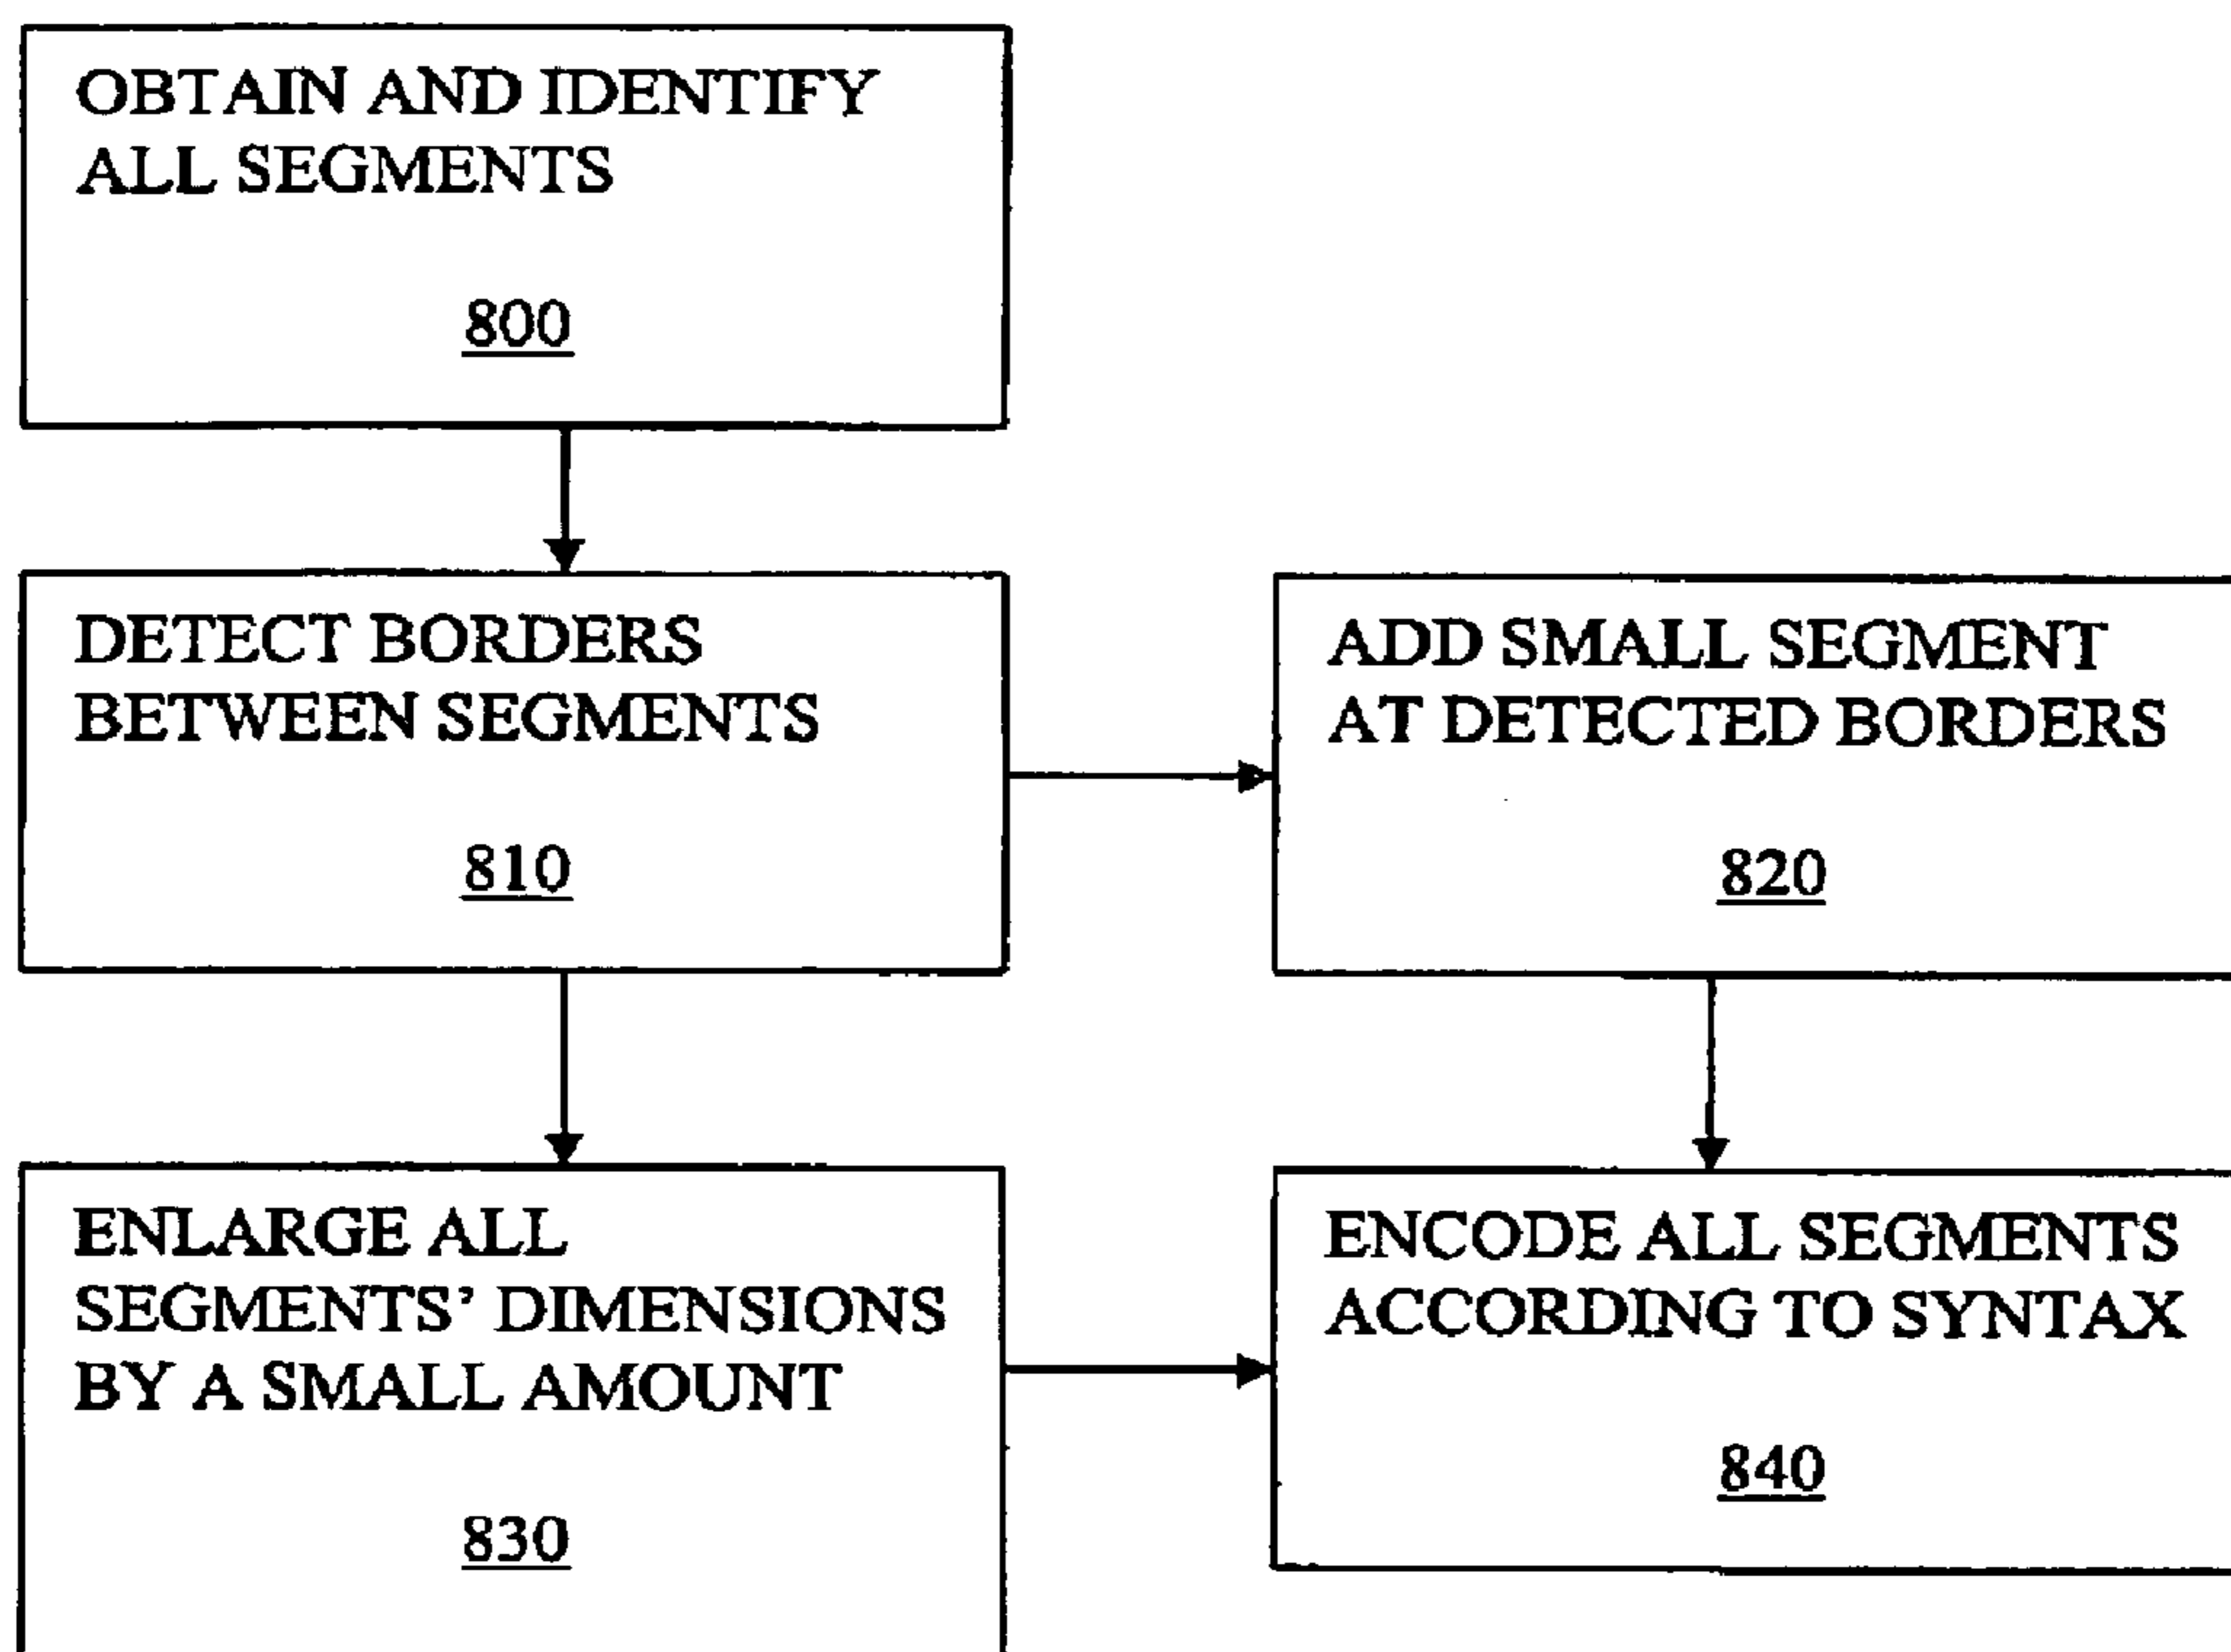 OBTAIN AND IDENTIFY
ALL SEGMENTS
800
DETECT BORDERS
BETWEEN SEGMENTS
810
ADD SMALL SEGMENT
AT DETECTED BORDERS
820
ENLARGE ALL
SEGMENTS’ DIMENSIONS
BY A SMALL AMOUNT
830
ENCODE ALL SEGMENTS
ACCORDING TO SYNTAX
840